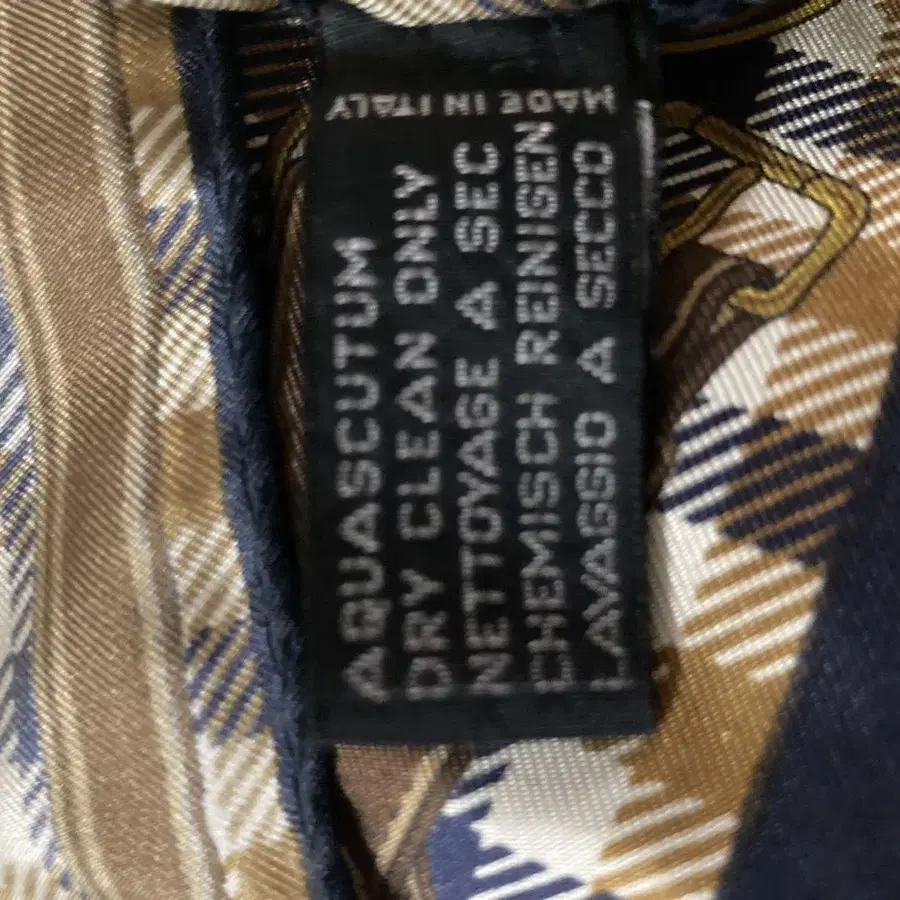 AQUASCUTUM
DRY CLEAN ONLY
NETTOYAGE A SEC
CHEMISCH REINIGEN
LAVAGGIO A SECCO
MADE IN ITALY